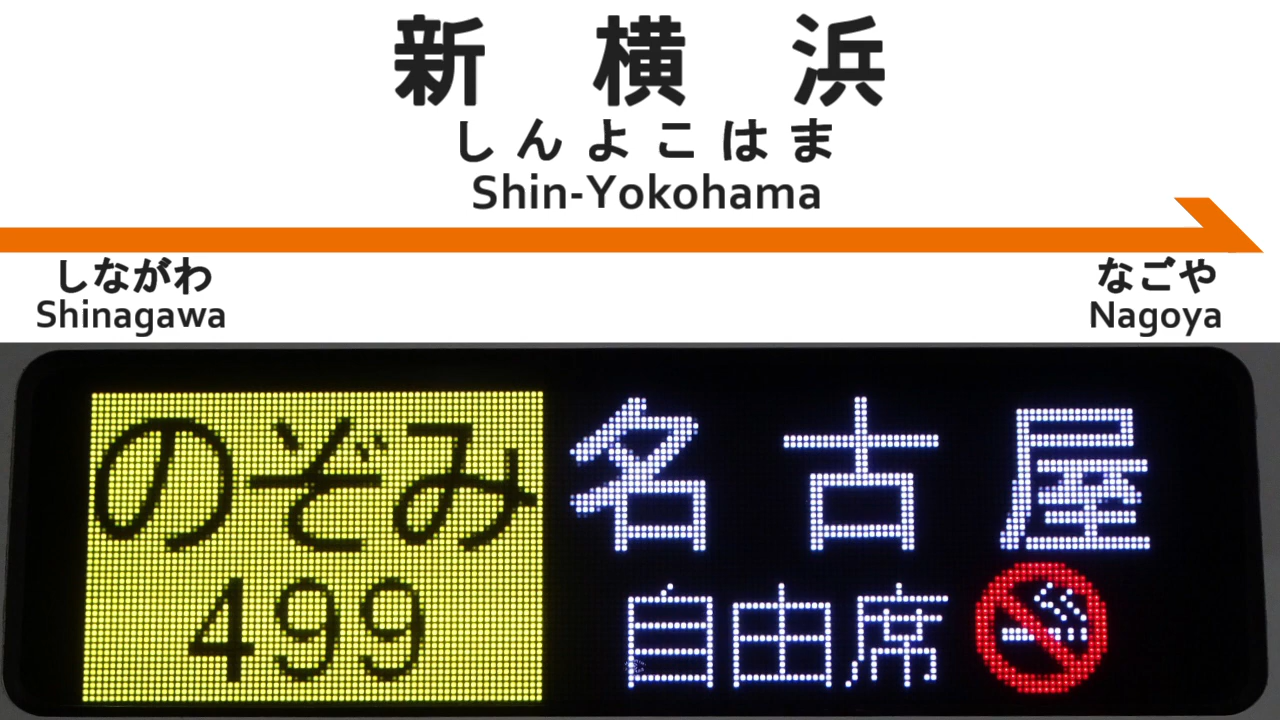 新横浜
しんよこはま
Shin-Yokohama
しながわ なごや
Shinagawa Nagoya
のぞみ 名古屋
499 自由席